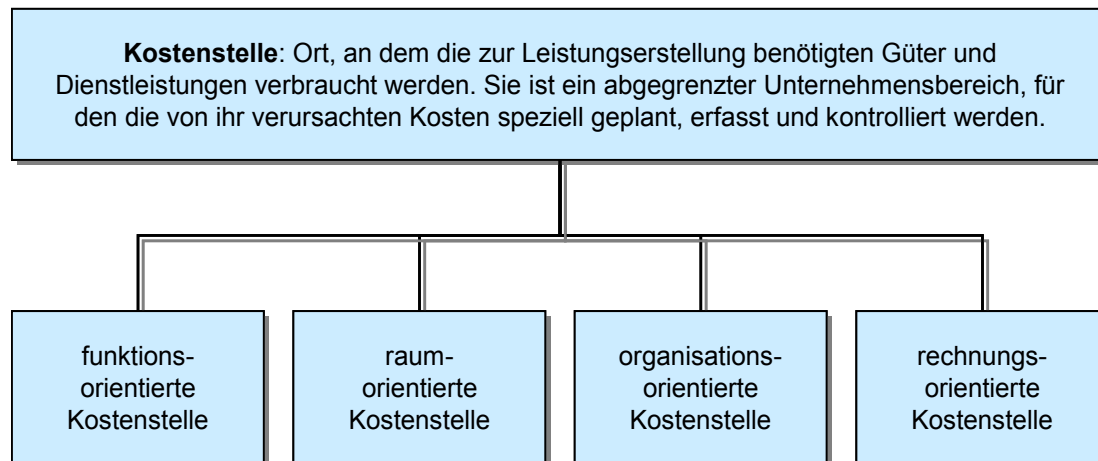 Kostenstelle: Ort, an dem die zur Leistungserstellung benötigten Güter und
Dienstleistungen verbraucht werden. Sie ist ein abgegrenzter Unternehmensbereich, für
den die von ihr verursachten Kosten speziell geplant, erfasst und kontrolliert werden.
funktions-
orientierte
Kostenstelle
raum-
orientierte
Kostenstelle
organisations-
orientierte
Kostenstelle
rechnungs-
orientierte
Kostenstelle